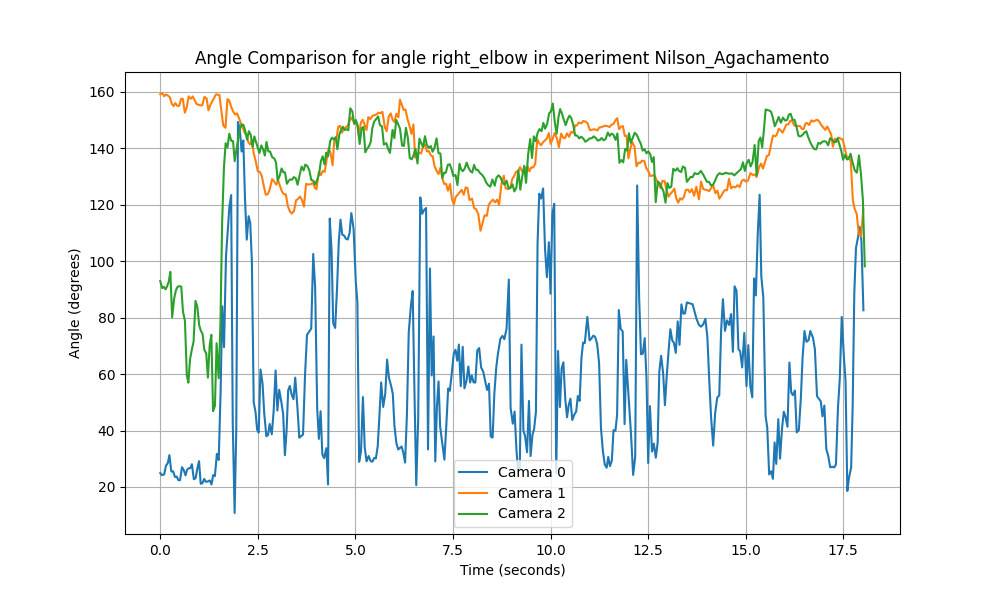 Angle Comparison for angle right_elbow in experiment Nilson_Agachamento
160
140
120
100
80
60
40
20
Angle (degrees)
Camera 0
Camera 1
Camera 2
0.0 2.5 5.0 7.5 10.0 12.5 15.0 17.5
Time (seconds)